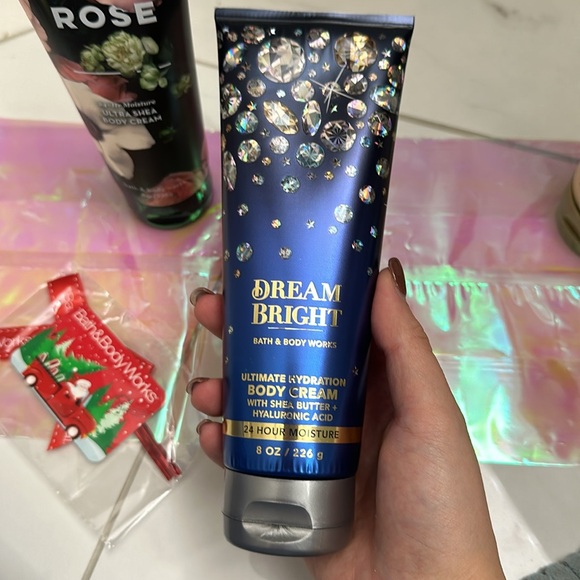 ROSE
Moisture
ULTRA SHEA
BODY CREAM
DREAM
BRIGHT
BATH & BODY WORKS
ULTIMATE HYDRATION
BODY CREAM
WITH SHEA BUTTER +
HYALURONIC ACID
24 HOUR MOISTURE
8 OZ / 226 g
Bath&BodyWorks